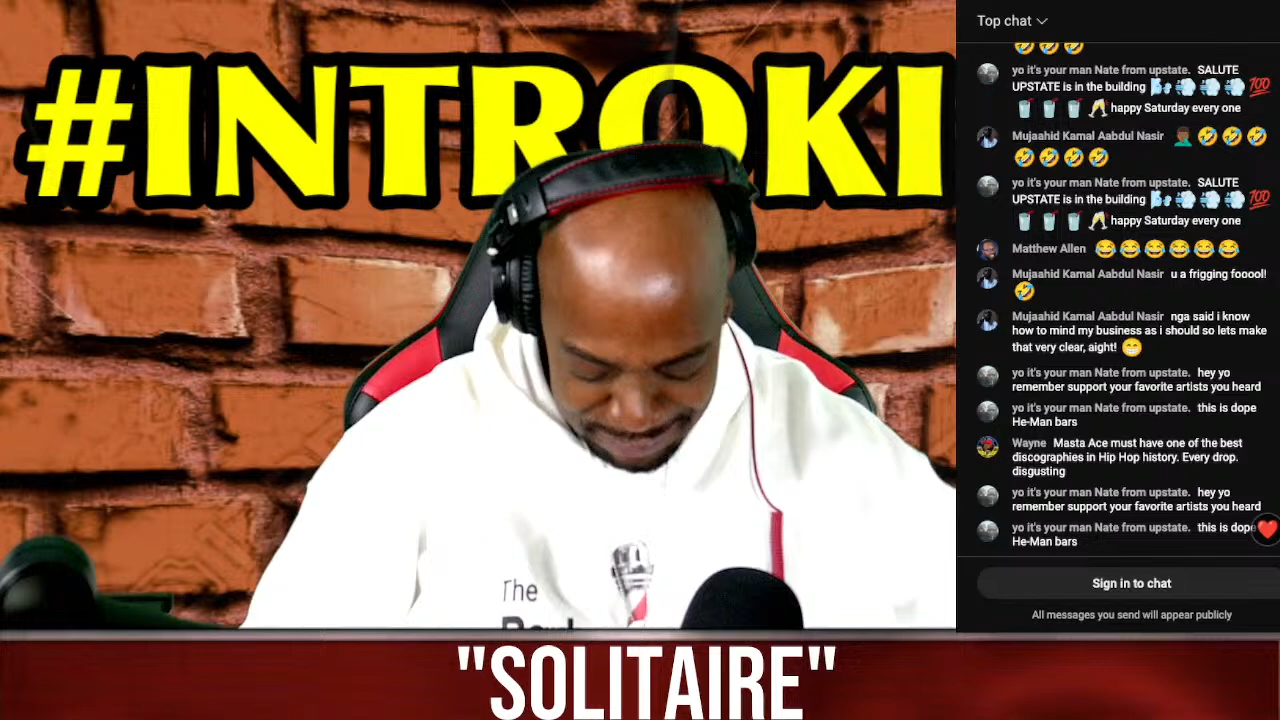 #INTROKI
The
"SOLITAIRE"
Top chat
yo it's your man Nate from upstate. SALUTE
UPSTATE is in the building 🌬️💨💨💨💯
🥤🥤🥤🥂 happy Saturday every one
Mujaahid Kamal Aabdul Nasir 🤦🏾‍♂️🤣🤣🤣
🤣🤣🤣🤣
yo it's your man Nate from upstate. SALUTE
UPSTATE is in the building 🌬️💨💨💨💯
🥤🥤🥤🥂 happy Saturday every one
Matthew Allen 😂😂😂😂😂😂
Mujaahid Kamal Aabdul Nasir u a frigging fooool!
🤣
Mujaahid Kamal Aabdul Nasir nga said i know
how to mind my business as i should so lets make
that very clear, aight! 😁
yo it's your man Nate from upstate. hey yo
remember support your favorite artists you heard
yo it's your man Nate from upstate. this is dope
He-Man bars
Wayne Masta Ace must have one of the best
discographies in Hip Hop history. Every drop.
disgusting
yo it's your man Nate from upstate. hey yo
remember support your favorite artists you heard
yo it's your man Nate from upstate. this is dope
He-Man bars
Sign in to chat
All messages you send will appear publicly